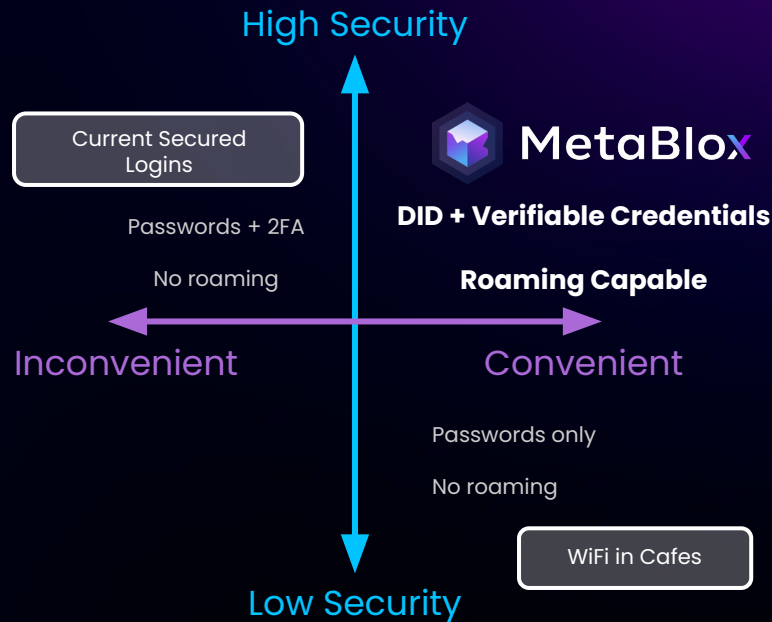 High Security
Current Secured
Logins
MetaBlox
Passwords + 2FA
DID + Verifiable Credentials
No roaming
Roaming Capable
Inconvenient
Convenient
Passwords only
No roaming
WiFi in Cafes
Low Security